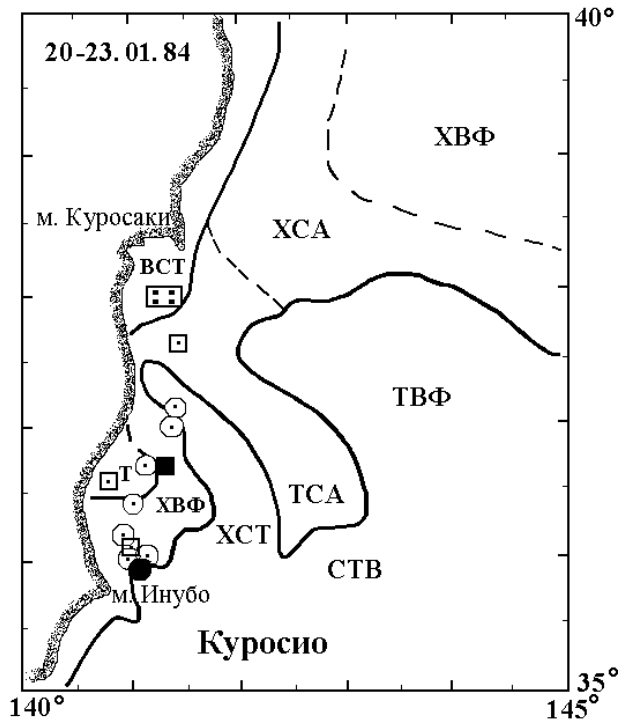 40°
20-23.01.84
ХВФ
м. Куросаки
ХСА
ВСТ
ТВФ
Т
ХВФ
ТСА
ХСТ
СТВ
м. Инубо
Куросио
35°
140°
145°